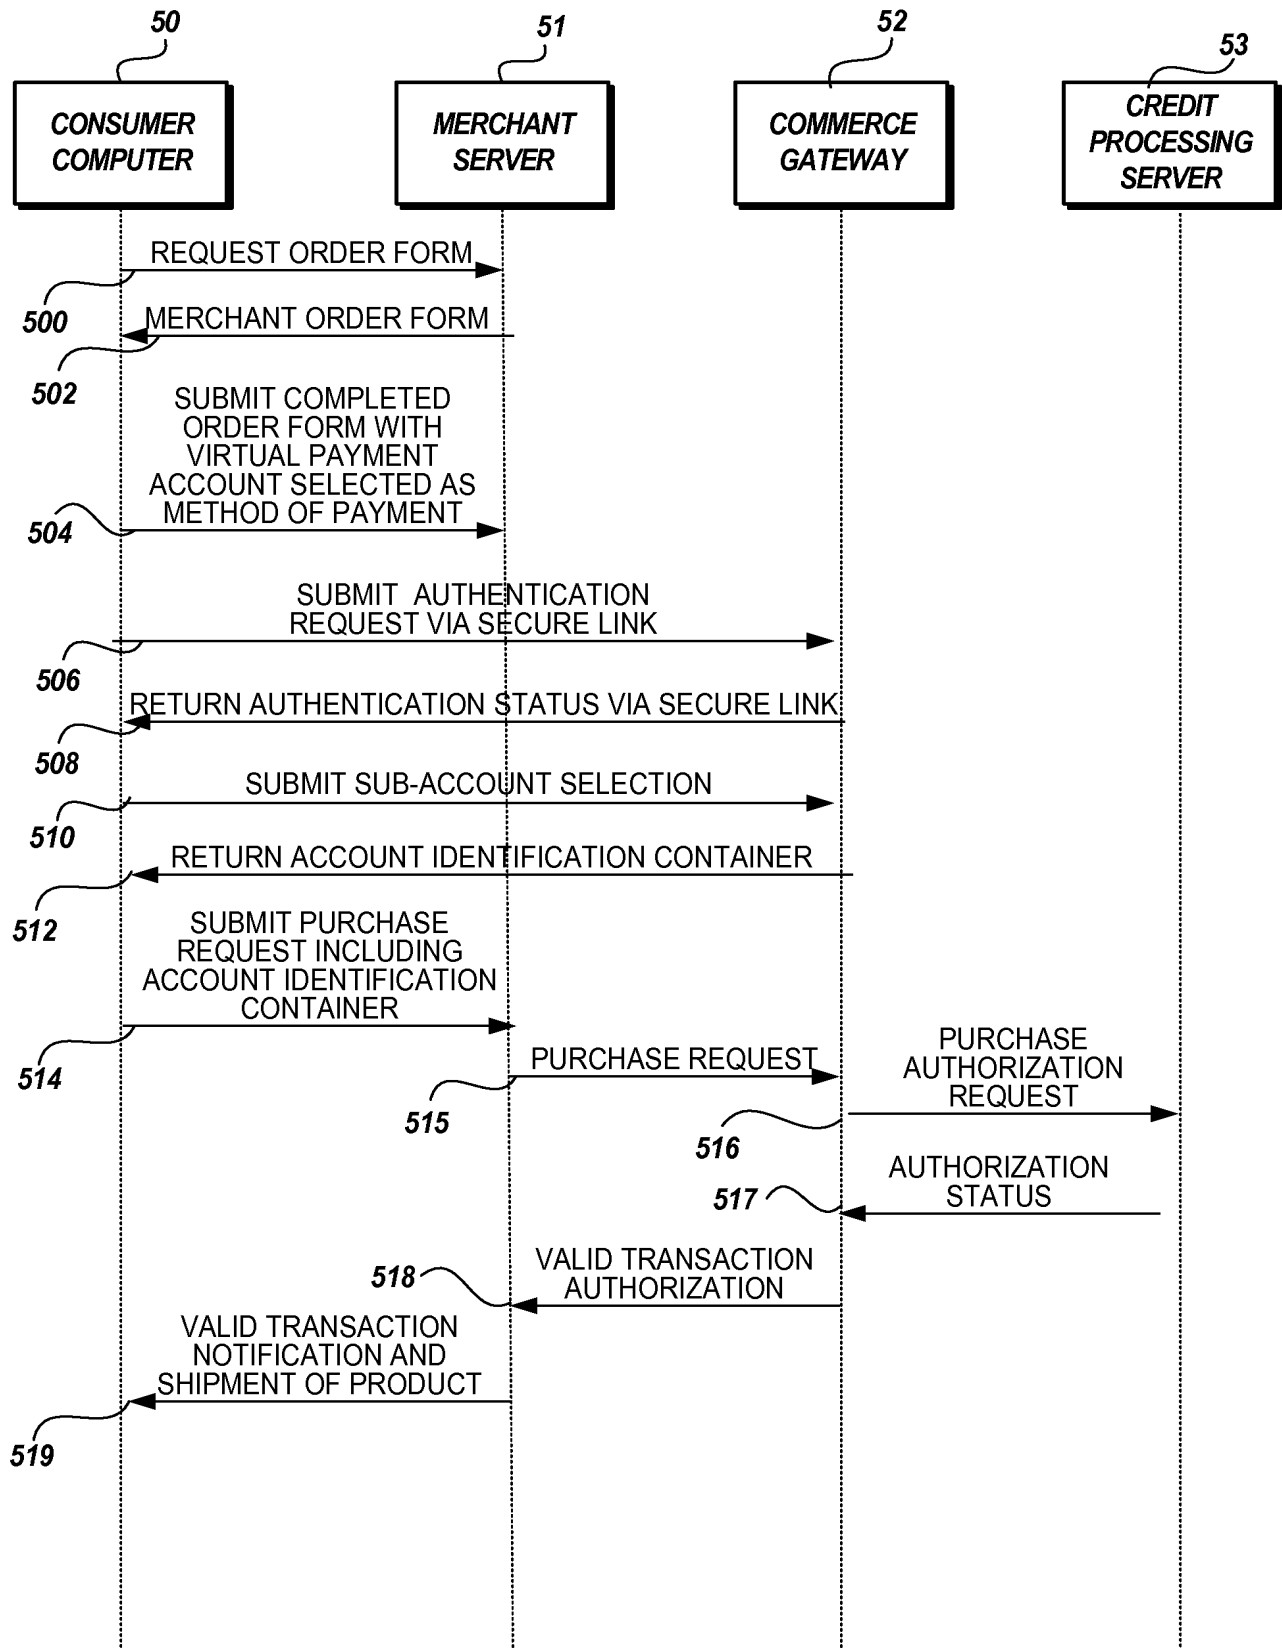 50
51
52
53
CONSUMER
COMPUTER
MERCHANT
SERVER
COMMERCE
GATEWAY
CREDIT
PROCESSING
SERVER
REQUEST ORDER FORM
500
MERCHANT ORDER FORM
502
SUBMIT COMPLETED
ORDER FORM WITH
VIRTUAL PAYMENT
ACCOUNT SELECTED AS
METHOD OF PAYMENT
504
SUBMIT AUTHENTICATION
REQUEST VIA SECURE LINK
506
RETURN AUTHENTICATION STATUS VIA SECURE LINK
508
SUBMIT SUB-ACCOUNT SELECTION
510
RETURN ACCOUNT IDENTIFICATION CONTAINER
512
SUBMIT PURCHASE
REQUEST INCLUDING
ACCOUNT IDENTIFICATION
CONTAINER
514
PURCHASE REQUEST
515
PURCHASE
AUTHORIZATION
REQUEST
516
AUTHORIZATION
STATUS
517
VALID TRANSACTION
AUTHORIZATION
518
VALID TRANSACTION
NOTIFICATION AND
SHIPMENT OF PRODUCT
519